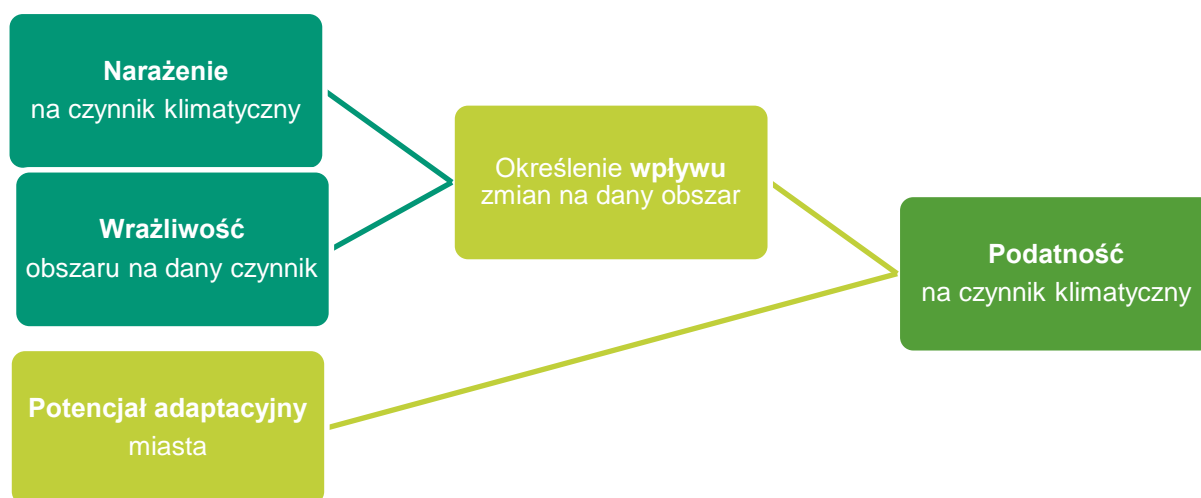 Narażenie
na czynnik klimatyczny
Wrażliwość
obszaru na dany czynnik
Potencjał adaptacyjny
miasta
Określenie wpływu
zmian na dany obszar
Podatność
na czynnik klimatyczny